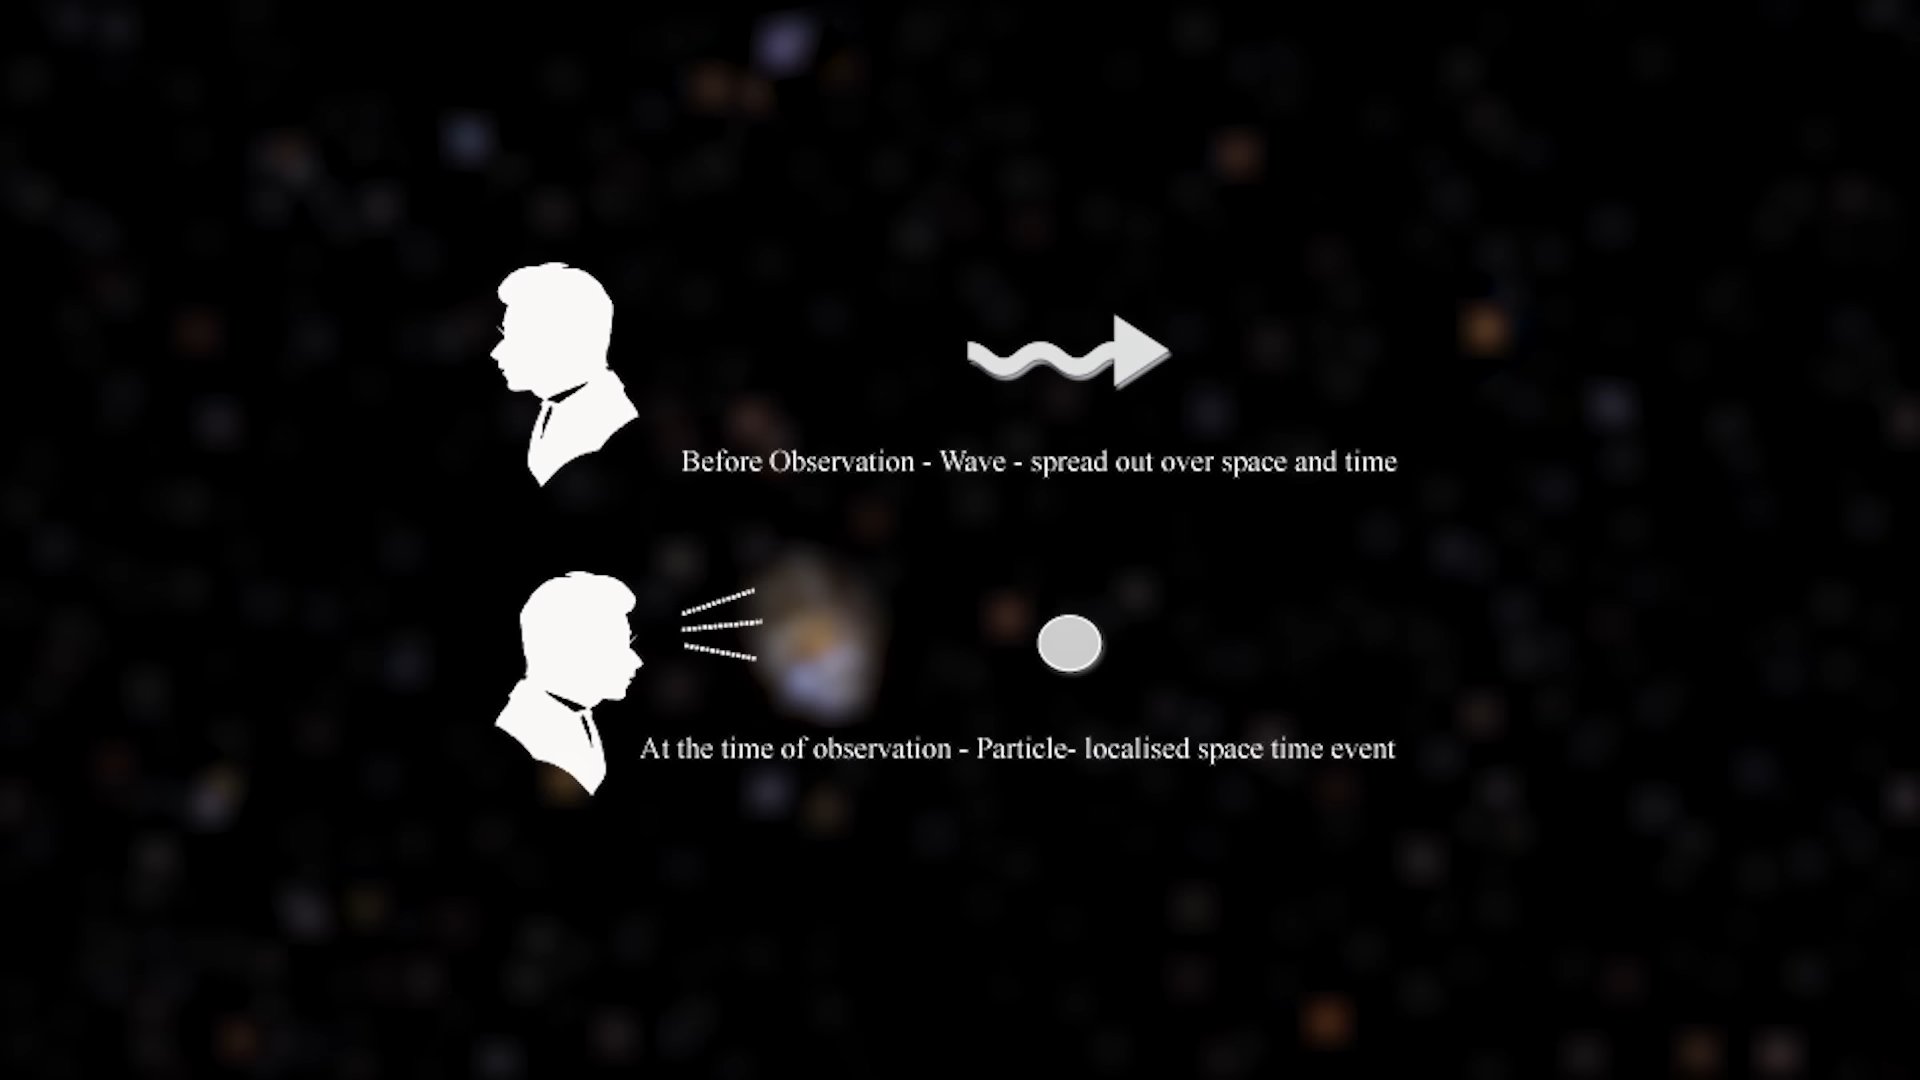 Before Observation - Wave - spread out over space and time
At the time of observation - Particle- localised space time event